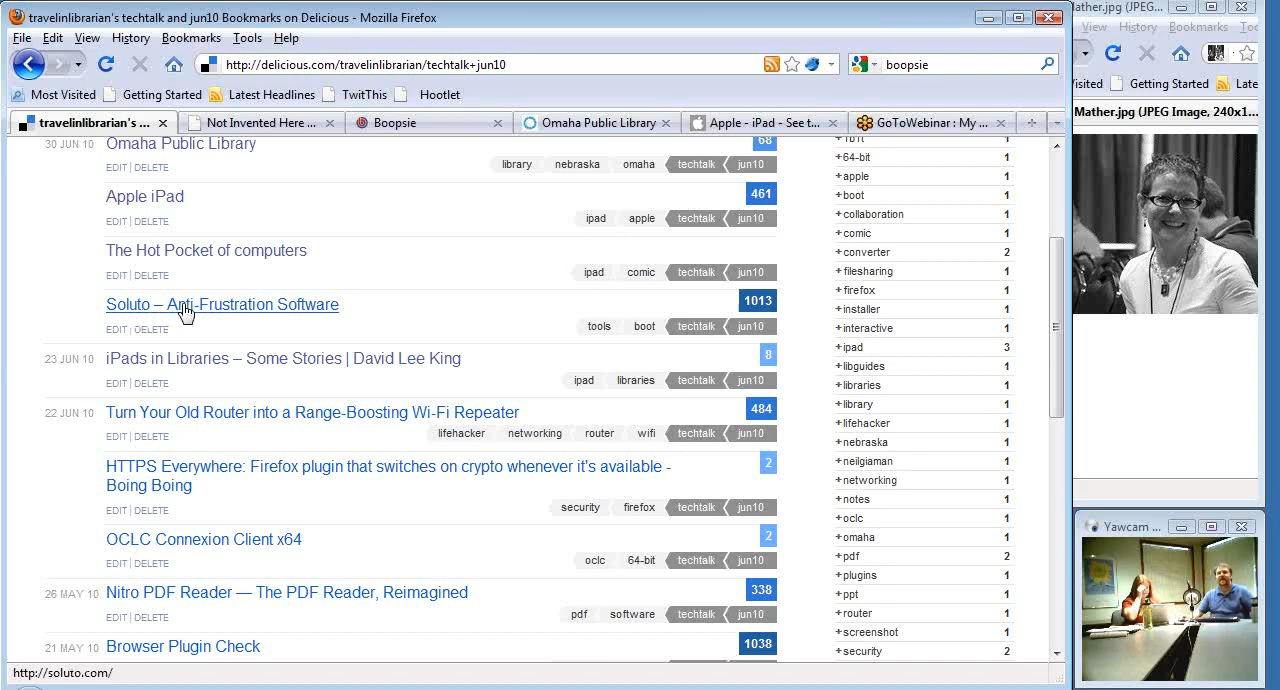 travelinlibrarian's techtalk and jun10 Bookmarks on Delicious - Mozilla Firefox
File Edit View History Bookmarks Tools Help
http://delicious.com/travelinlibrarian/techtalk+jun10
boopsie
Most Visited Getting Started Latest Headlines TwitThis Hootlet
travelinlibrarian's ... Not Invented Here ... Boopsie Omaha Public Library Apple - iPad - See t... GoToWebinar : My ...
30 JUN 10 Omaha Public Library 68
EDIT | DELETE library nebraska omaha techtalk jun10
Apple iPad 461
EDIT | DELETE ipad apple techtalk jun10
The Hot Pocket of computers
EDIT | DELETE ipad comic techtalk jun10
Soluto – Anti-Frustration Software 1013
EDIT | DELETE tools boot techtalk jun10
23 JUN 10 iPads in Libraries – Some Stories | David Lee King 8
EDIT | DELETE ipad libraries techtalk jun10
22 JUN 10 Turn Your Old Router into a Range-Boosting Wi-Fi Repeater 484
EDIT | DELETE lifehacker networking router wifi techtalk jun10
HTTPS Everywhere: Firefox plugin that switches on crypto whenever it's available - 2
Boing Boing
EDIT | DELETE security firefox techtalk jun10
OCLC Connexion Client x64 2
EDIT | DELETE oclc 64-bit techtalk jun10
26 MAY 10 Nitro PDF Reader — The PDF Reader, Reimagined 338
EDIT | DELETE pdf software techtalk jun10
21 MAY 10 Browser Plugin Check 1038
+64-bit 1
+apple 1
+boot 1
+collaboration 1
+comic 1
+converter 2
+filesharing 1
+firefox 1
+installer 1
+interactive 1
+ipad 3
+libguides 1
+libraries 1
+library 1
+lifehacker 1
+nebraska 1
+neilgiaman 1
+networking 1
+notes 1
+oclc 1
+omaha 1
+pdf 2
+plugins 1
+ppt 1
+router 1
+screenshot 1
+security 2
http://soluto.com/
Mather.jpg (JPEG...
View History Bookmarks
Visited Getting Started Late
Mather.jpg (JPEG Image, 240x1...
Yawcam ...